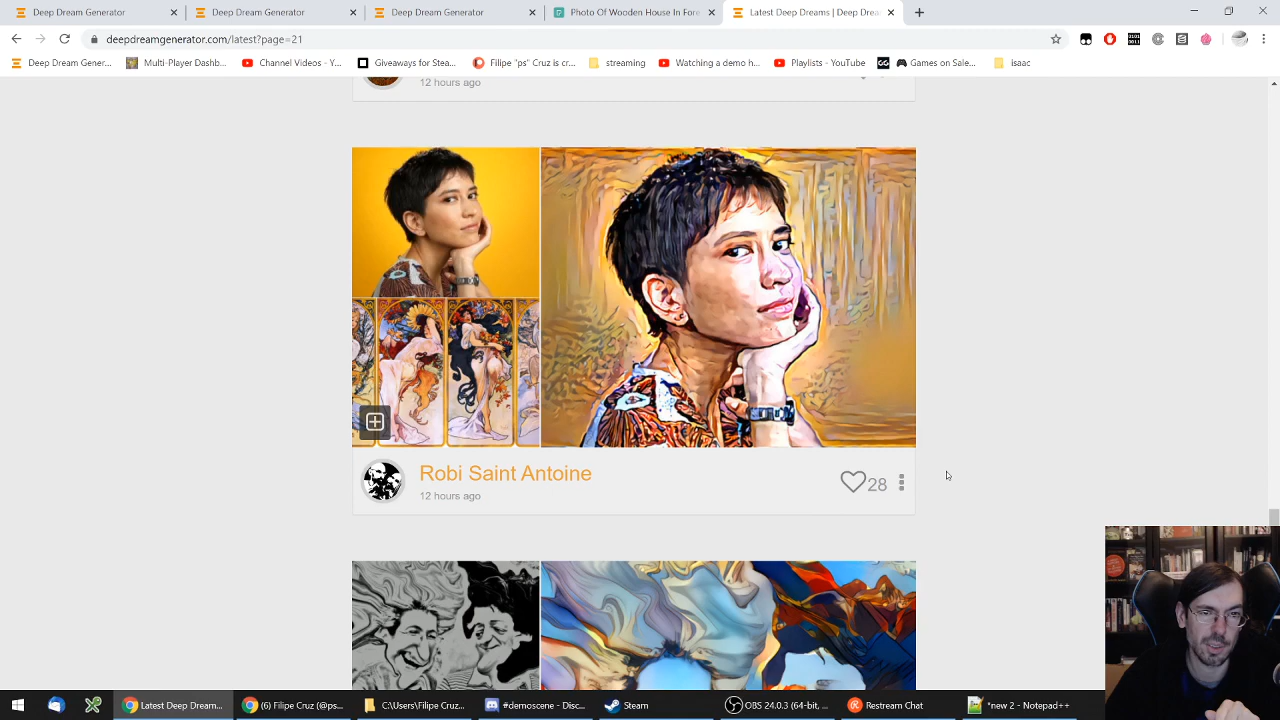 Deep Dream Generator
Deep Dream Generator
Deep Dream Generator
Photo Of Wooden House In Fore
Latest Deep Dreams | Deep Drea
deepdreamgenerator.com/latest?page=21
Deep Dream Gener...
Multi-Player Dashb...
Channel Videos - Y...
Giveaways for Stea...
Filipe "ps" Cruz is cr...
streaming
Watching a demo h...
Playlists - YouTube
Games on Sale...
isaac
12 hours ago
Robi Saint Antoine
12 hours ago
28
Latest Deep Dream...
(6) Filipe Cruz (@ps...
C:\Users\Filipe Cruz...
#demoscene - Disc...
Steam
OBS 24.0.3 (64-bit, ...
Restream Chat
*new 2 - Notepad++